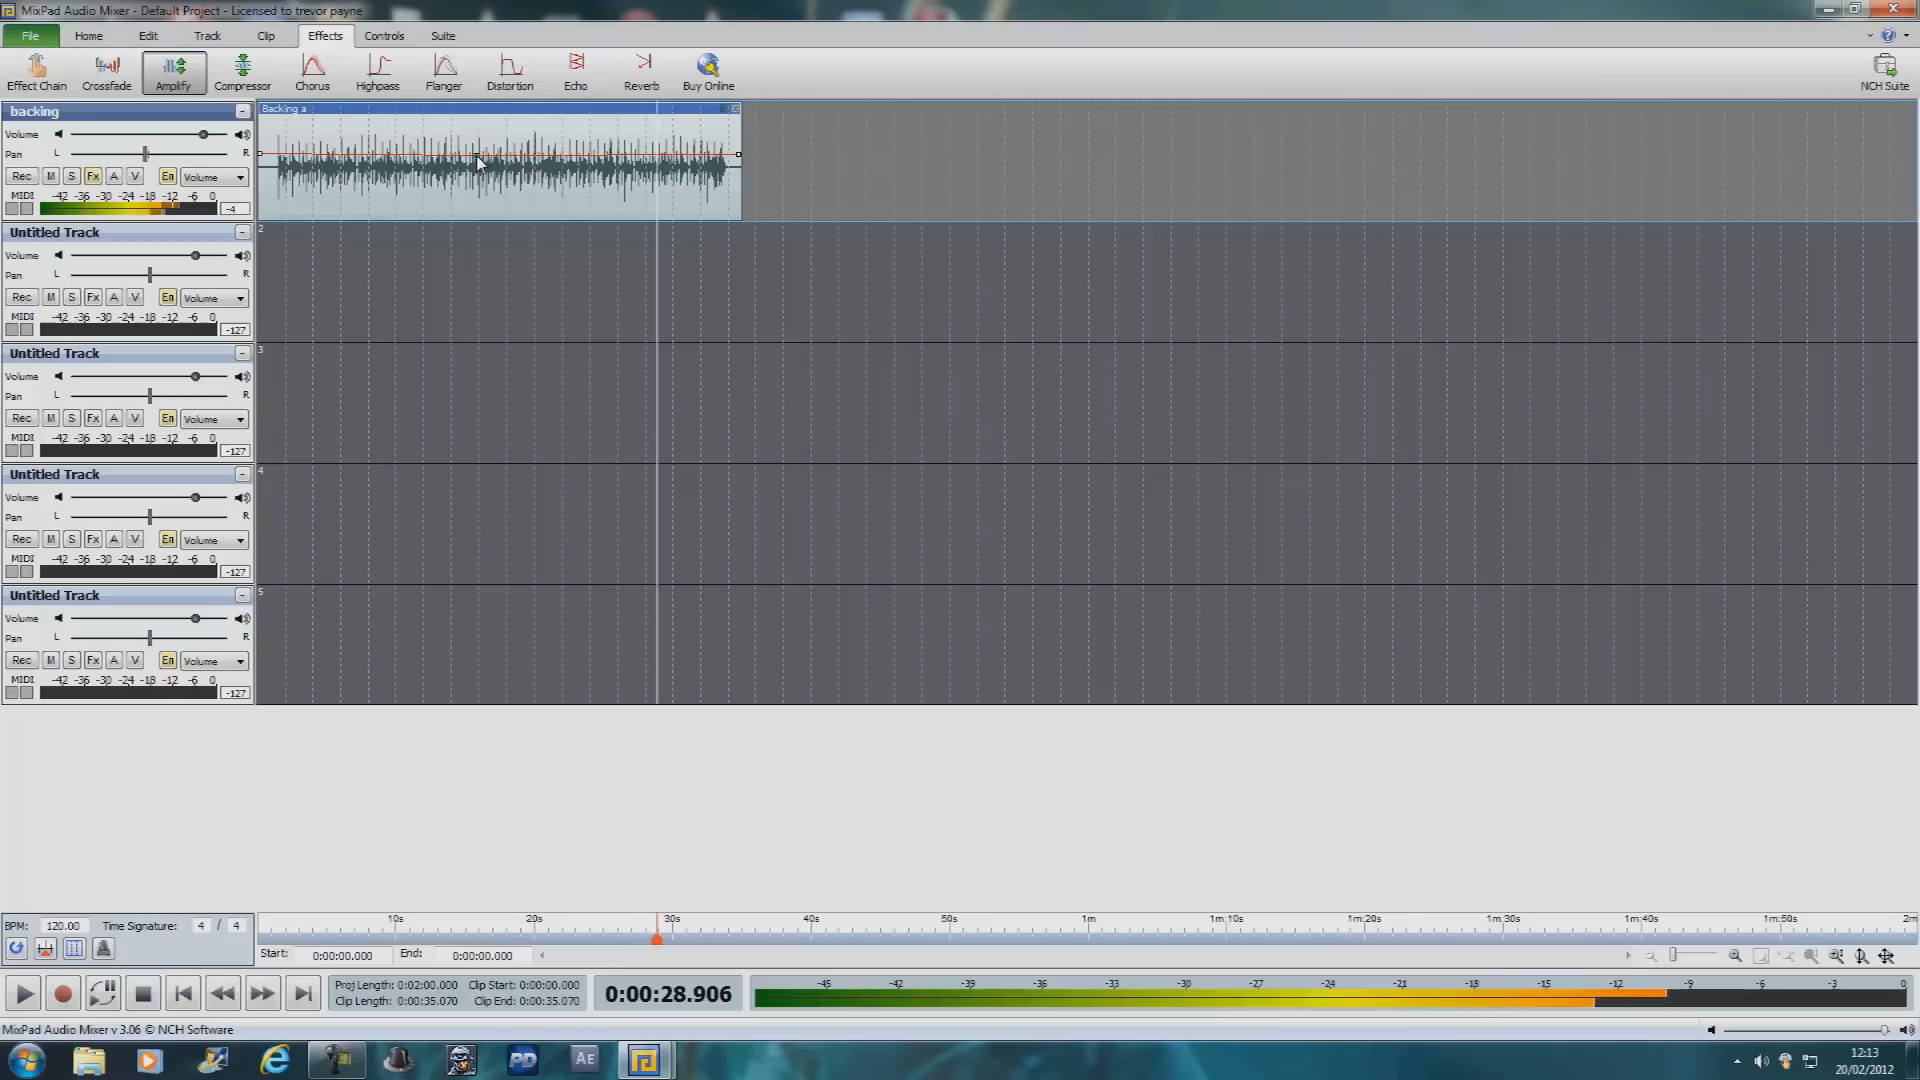 MixPad Audio Mixer - Default Project - Licensed to trevor payne
File Home Edit Track Clip Effects Controls Suite
Effect Chain Crossfade Amplify Compressor Chorus Highpass Flanger Distortion Echo Reverb Buy Online NCH Suite
backing
Backing a
Volume
Pan L R
Rec M S Fx A V En Volume
MIDI -42 -36 -30 -24 -18 -12 -6 0
-4
Untitled Track
2
Volume
Pan L R
Rec M S Fx A V En Volume
MIDI -42 -36 -30 -24 -18 -12 -6 0
-127
Untitled Track
3
Volume
Pan L R
Rec M S Fx A V En Volume
MIDI -42 -36 -30 -24 -18 -12 -6 0
-127
Untitled Track
4
Volume
Pan L R
Rec M S Fx A V En Volume
MIDI -42 -36 -30 -24 -18 -12 -6 0
-127
Untitled Track
5
Volume
Pan L R
Rec M S Fx A V En Volume
MIDI -42 -36 -30 -24 -18 -12 -6 0
-127
10s 20s 30s 40s 50s 1m 1m:10s 1m:20s 1m:30s 1m:40s 1m:50s 2m
BPM: 120.00 Time Signature: 4 / 4
Start: 0:00:00.000 End: 0:00:00.000
Proj Length: 0:02:00.000 Clip Start: 0:00:00.000
Clip Length: 0:00:35.070 Clip End: 0:00:35.070
0:00:28.906
-45 -42 -39 -36 -33 -30 -27 -24 -21 -18 -15 -12 -9 -6 -3 0
MixPad Audio Mixer v 3.06 © NCH Software
PD Ae
12:13
20/02/2012